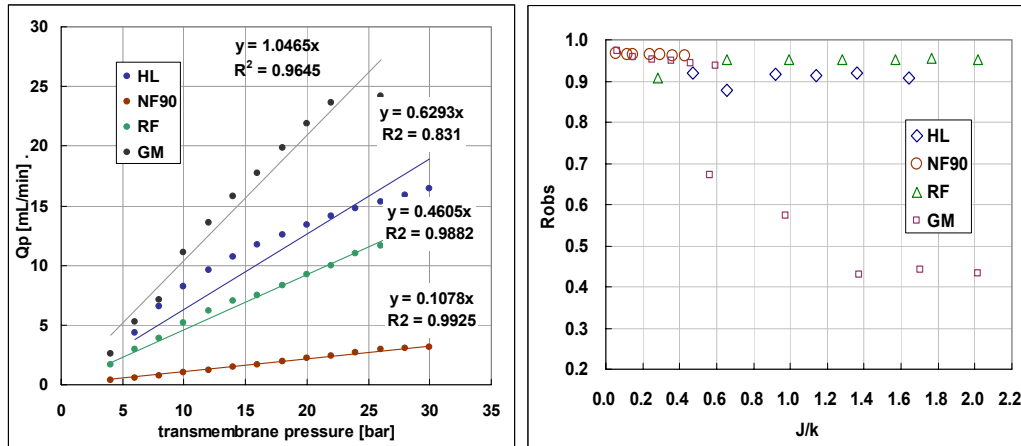 30
25
20
15
10
5
0
Qp [mL/min] .
HL
NF90
RF
GM
y = 1.0465x
R² = 0.9645
y = 0.6293x
R2 = 0.831
y = 0.4605x
R2 = 0.9882
y = 0.1078x
R2 = 0.9925
0 5 10 15 20 25 30 35
transmembrane pressure [bar]
1.0
0.9
0.8
0.7
0.6
0.5
0.4
0.3
0.2
Robs
HL
NF90
RF
GM
0.0 0.2 0.4 0.6 0.8 1.0 1.2 1.4 1.6 1.8 2.0 2.2
J/k